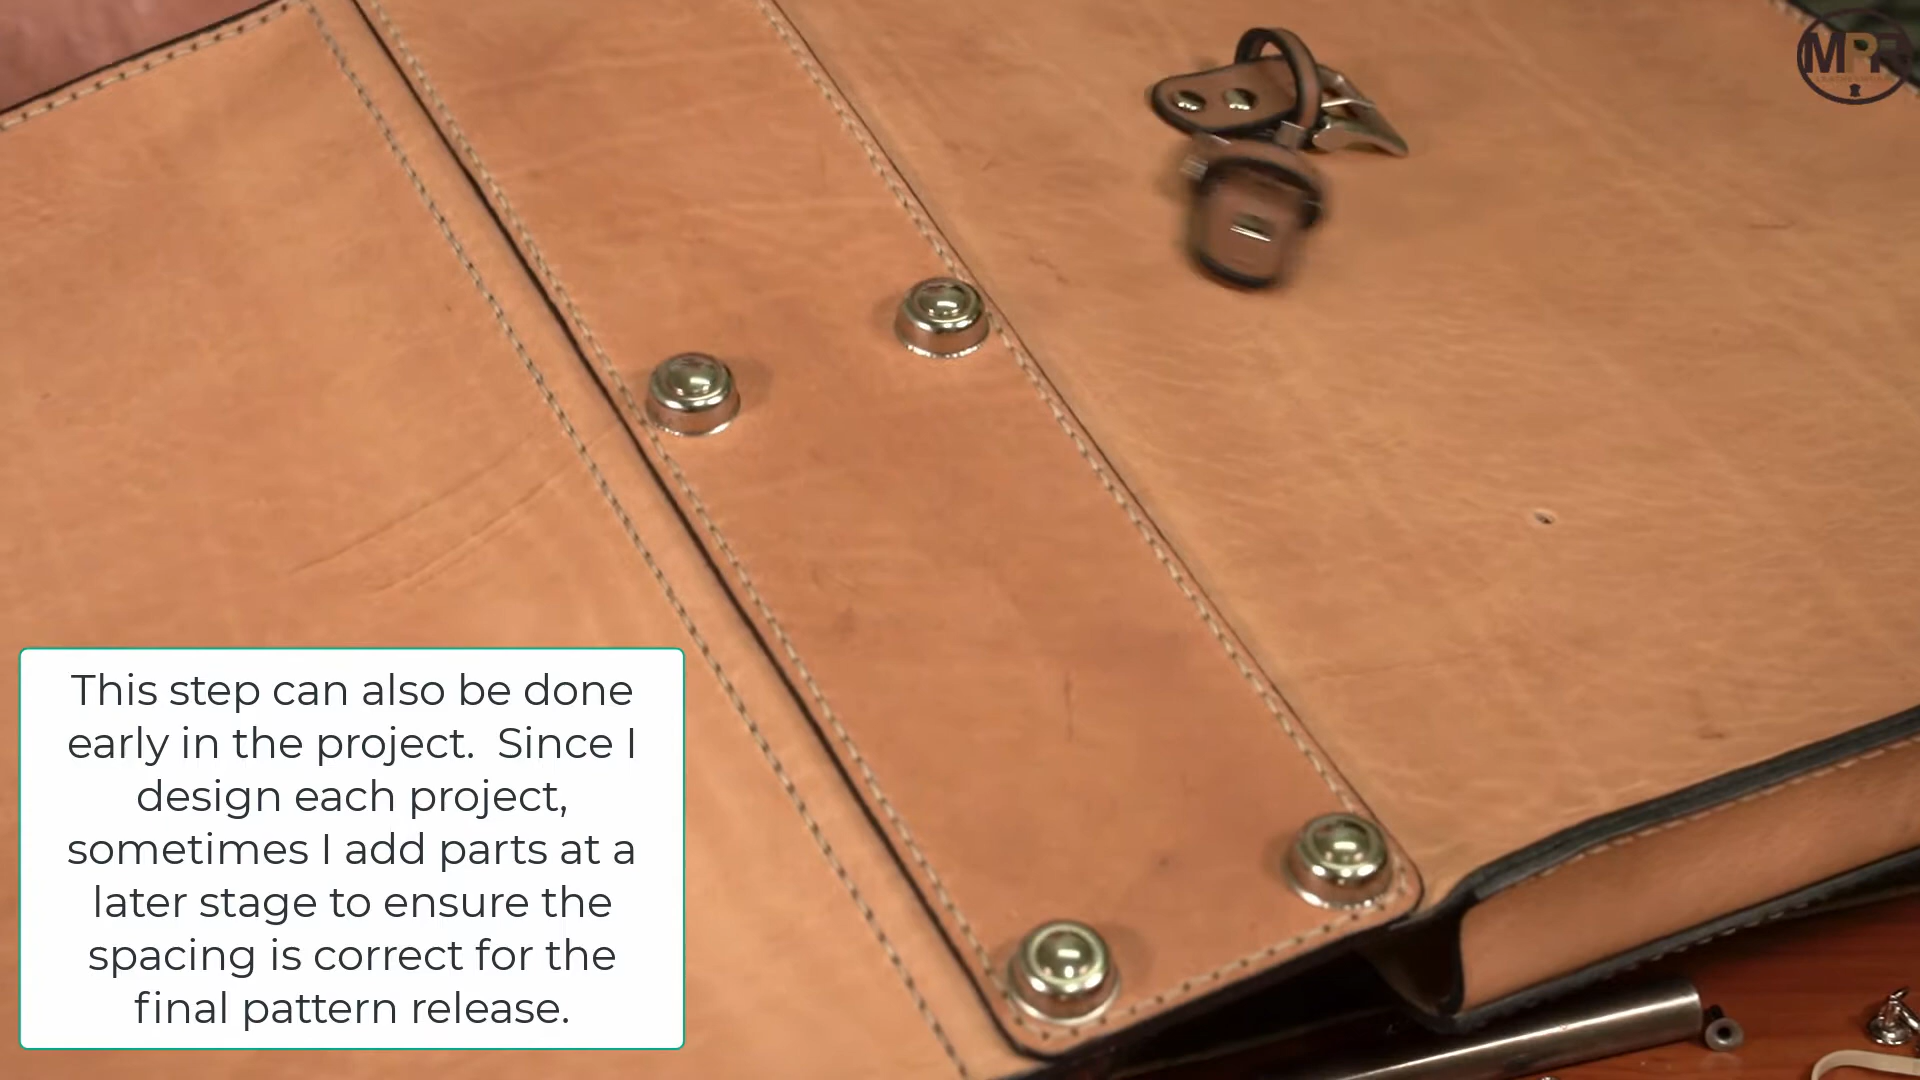 MRF
This step can also be done
early in the project.  Since I
design each project,
sometimes I add parts at a
later stage to ensure the
spacing is correct for the
final pattern release.